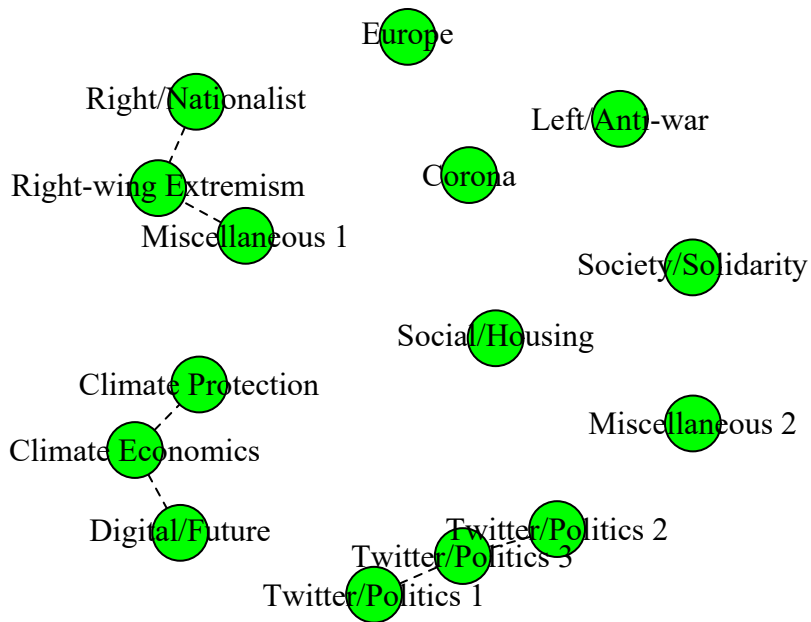 Europe
Right/Nationalist
Left/Anti-war
Corona
Right-wing Extremism
Miscellaneous 1
Society/Solidarity
Social/Housing
Climate Protection
Miscellaneous 2
Climate Economics
Digital/Future
Twitter/Politics 2
Twitter/Politics 3
Twitter/Politics 1